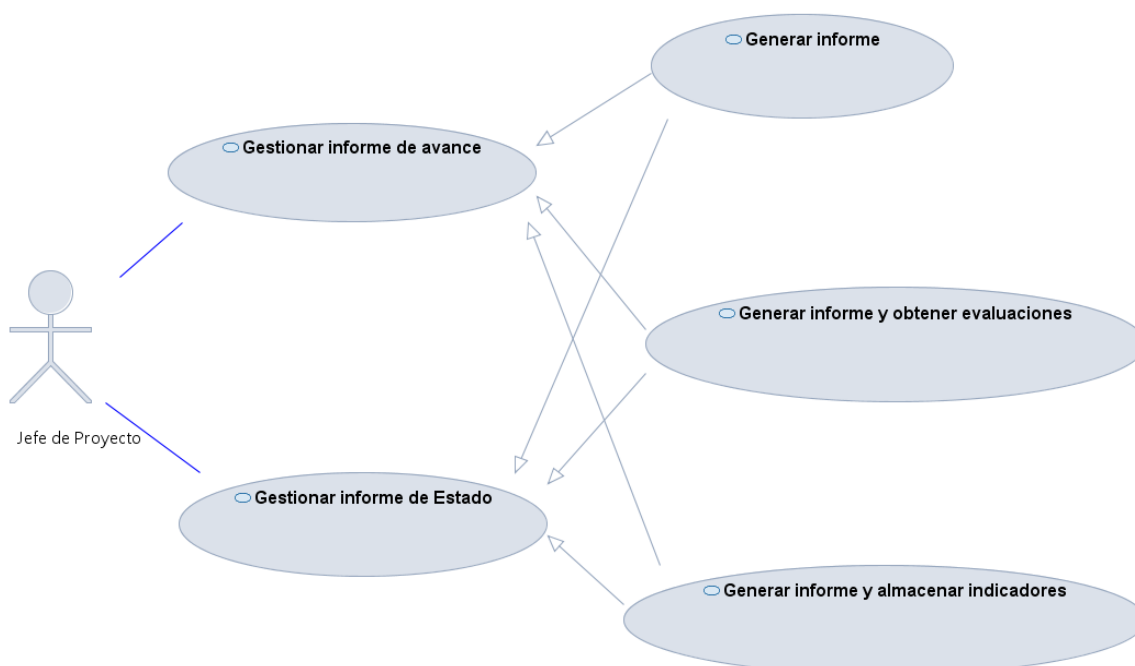 Generar informe
Gestionar informe de avance
Generar informe y obtener evaluaciones
Jefe de Proyecto
Gestionar informe de Estado
Generar informe y almacenar indicadores